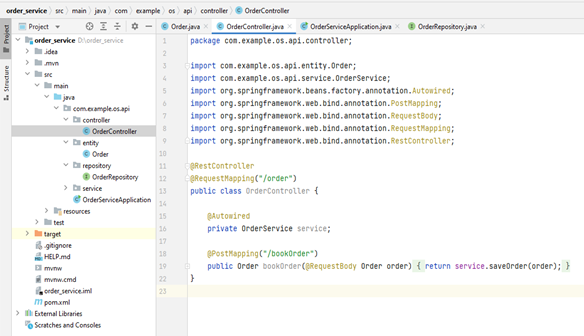 order_service > src > main > java > com > example > os > api > controller > OrderController
Project
Order.java
OrderController.java
OrderServiceApplication.java
OrderRepository.java
Project
Structure
order_service D:\order_service
.idea
.mvn
src
main
java
com.example.os.api
controller
OrderController
entity
Order
repository
OrderRepository
service
OrderServiceApplication
resources
test
target
.gitignore
HELP.md
mvnw
mvnw.cmd
order_service.iml
pom.xml
External Libraries
Scratches and Consoles
1 package com.example.os.api.controller;
2
3 import com.example.os.api.entity.Order;
4 import com.example.os.api.service.OrderService;
5 import org.springframework.beans.factory.annotation.Autowired;
6 import org.springframework.web.bind.annotation.PostMapping;
7 import org.springframework.web.bind.annotation.RequestBody;
8 import org.springframework.web.bind.annotation.RequestMapping;
9 import org.springframework.web.bind.annotation.RestController;
10
11 @RestController
12 @RequestMapping("/order")
13 public class OrderController {
14
15 @Autowired
16 private OrderService service;
17
18 @PostMapping("/bookOrder")
19 public Order bookOrder(@RequestBody Order order) { return service.saveOrder(order); }
22 }
23